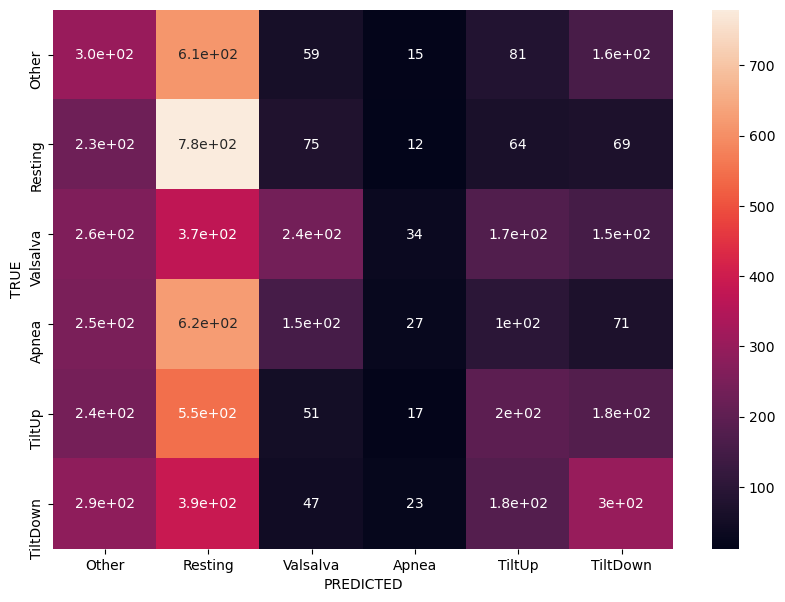 Other 3.0e+02 6.1e+02 59 15 81 1.6e+02
Resting 2.3e+02 7.8e+02 75 12 64 69
Valsalva 2.6e+02 3.7e+02 2.4e+02 34 1.7e+02 1.5e+02
Apnea 2.5e+02 6.2e+02 1.5e+02 27 1e+02 71
TiltUp 2.4e+02 5.5e+02 51 17 2e+02 1.8e+02
TiltDown 2.9e+02 3.9e+02 47 23 1.8e+02 3e+02
TRUE
Other Resting Valsalva Apnea TiltUp TiltDown
PREDICTED
700
600
500
400
300
200
100